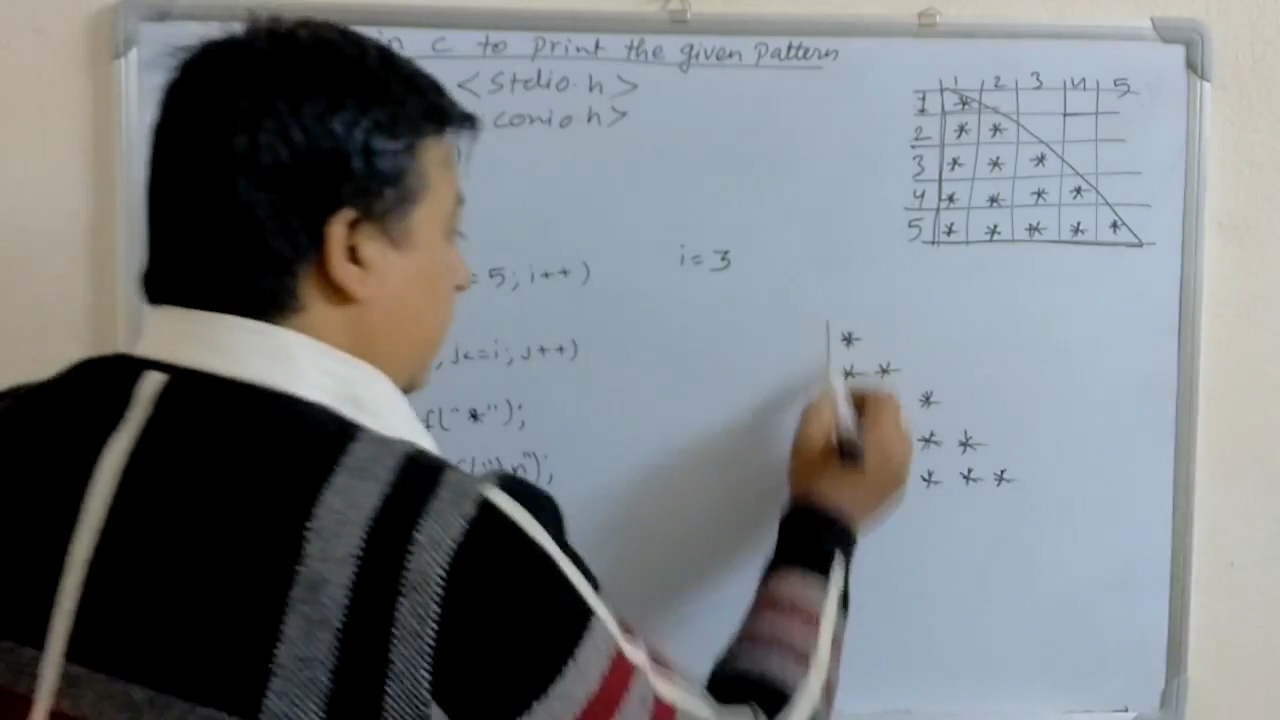 in c to print the given pattern
<stdio.h>
conio.h>
= 5; i++)
, j<=i; j++)
f("*");
f("\n");
i = 3
1 2 3 4 5
1 *
2 * *
3 * * *
4 * * * *
5 * * * * *
*
* *
*
* *
* * *